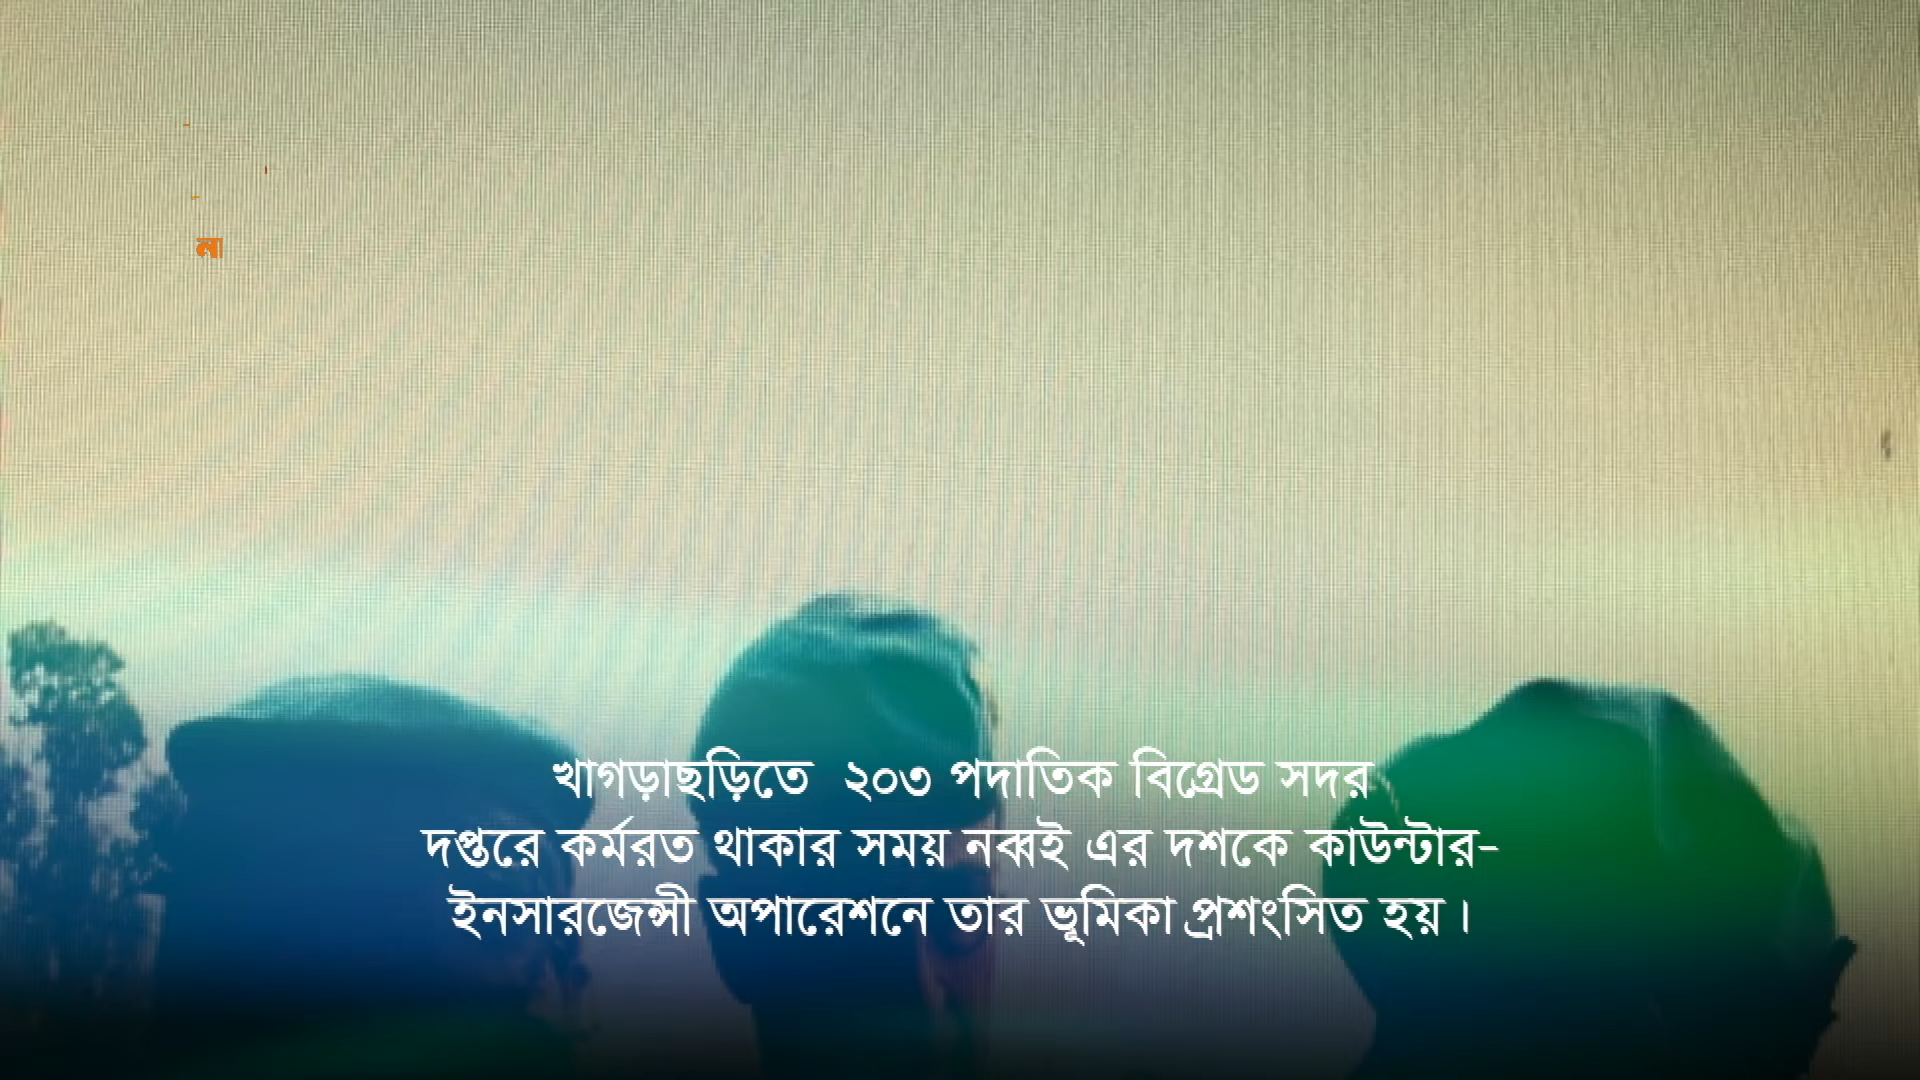 না
খাগড়াছড়িতে ২০৩ পদাতিক বিগ্রেড সদর
দপ্তরে কর্মরত থাকার সময় নব্বই এর দশকে কাউন্টার-
ইনসারজেন্সী অপারেশনে তার ভূমিকা প্রশংসিত হয়।